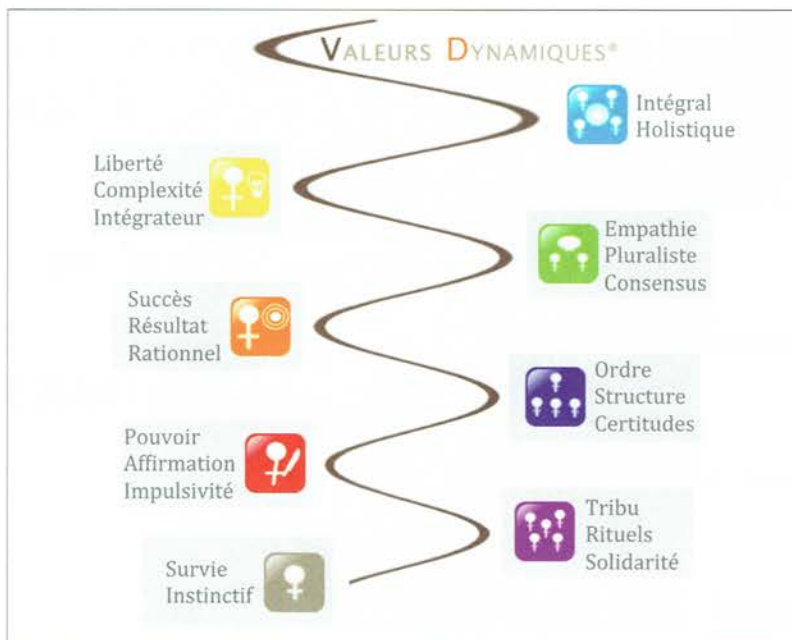 VALEURS DYNAMIQUES®
Intégral
Holistique
Liberté
Complexité
Intégrateur
Empathie
Pluraliste
Consensus
Succès
Résultat
Rationnel
Ordre
Structure
Certitudes
Pouvoir
Affirmation
Impulsivité
Tribu
Rituels
Solidarité
Survie
Instinctif